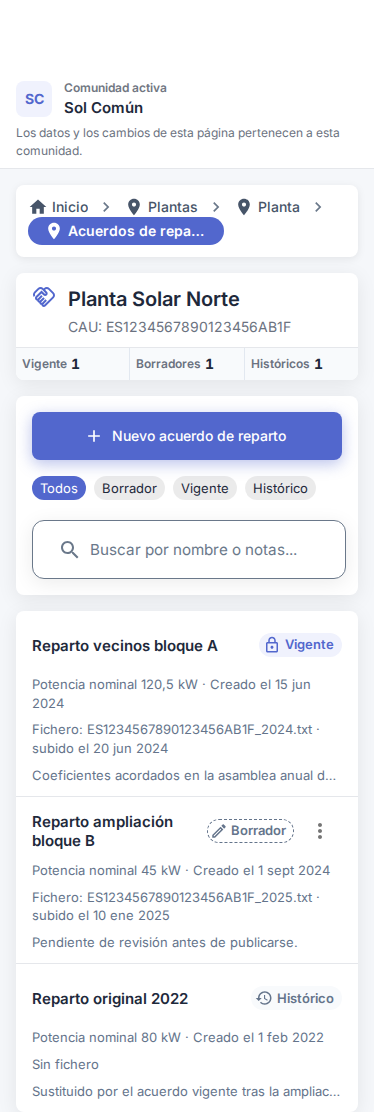 SC
Comunidad activa
Sol Común
Los datos y los cambios de esta página pertenecen a esta
comunidad.
Inicio > Plantas > Planta >
Acuerdos de repa...
Planta Solar Norte
CAU: ES1234567890123456AB1F
Vigente 1 Borradores 1 Históricos 1
+ Nuevo acuerdo de reparto
Todos Borrador Vigente Histórico
Buscar por nombre o notas...
Reparto vecinos bloque A Vigente
Potencia nominal 120,5 kW · Creado el 15 jun
2024
Fichero: ES1234567890123456AB1F_2024.txt ·
subido el 20 jun 2024
Coeficientes acordados en la asamblea anual d...
Reparto ampliación
bloque B
Borrador
Potencia nominal 45 kW · Creado el 1 sept 2024
Fichero: ES1234567890123456AB1F_2025.txt ·
subido el 10 ene 2025
Pendiente de revisión antes de publicarse.
Reparto original 2022 Histórico
Potencia nominal 80 kW · Creado el 1 feb 2022
Sin fichero
Sustituido por el acuerdo vigente tras la ampliac...